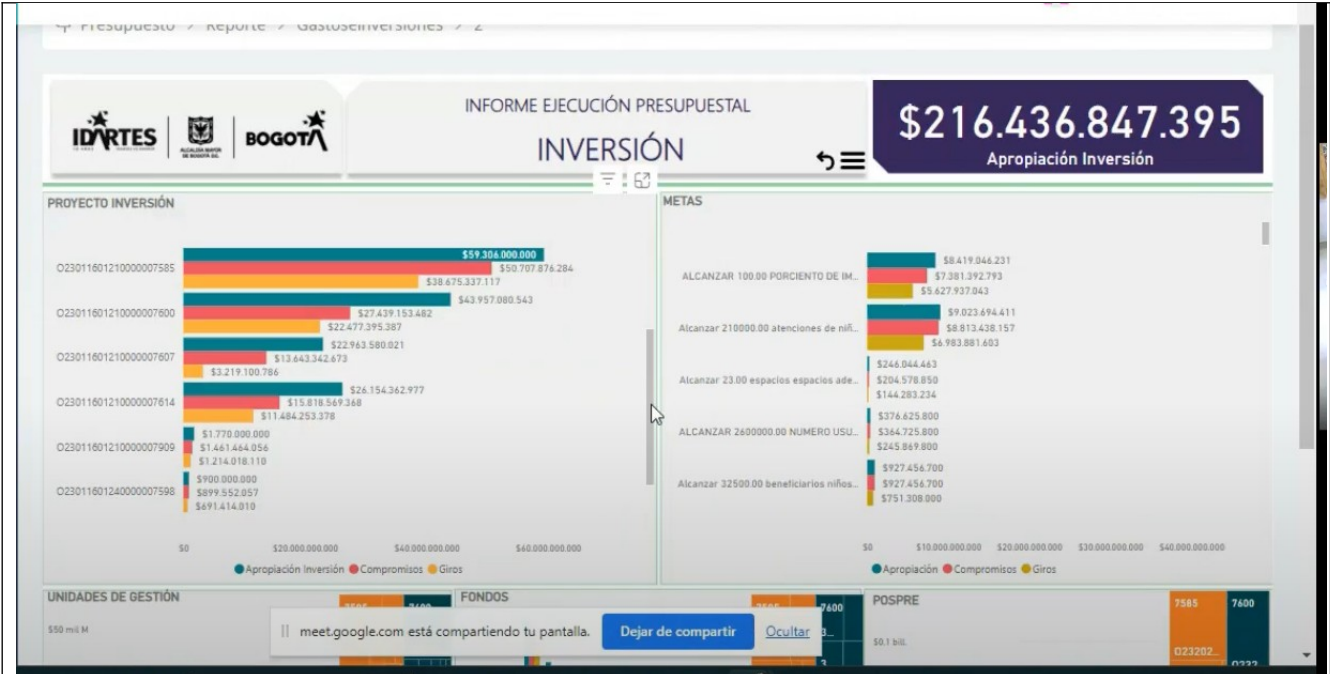 Presupuesto > Reporte > Gastoseinversiones > 2
IDARTES
ALCALDÍA MAYOR
DE BOGOTÁ D.C.
BOGOTÁ
INFORME EJECUCIÓN PRESUPUESTAL
INVERSIÓN
$216.436.847.395
Apropiación Inversión
PROYECTO INVERSIÓN
O23011601210000007585
$59.306.000.000
$50.707.876.284
$38.675.337.117
O23011601210000007600
$43.957.080.543
$27.439.153.482
$22.477.395.387
O23011601210000007607
$22.963.580.021
$13.643.342.673
$3.219.100.786
O23011601210000007614
$26.154.362.977
$15.818.569.368
$11.484.253.378
O23011601210000007909
$1.770.000.000
$1.461.464.056
$1.214.018.110
O23011601240000007598
$900.000.000
$899.552.057
$691.414.010
$0 $20.000.000.000 $40.000.000.000 $60.000.000.000
Apropiación Inversión Compromisos Giros
METAS
ALCANZAR 100.00 PORCIENTO DE IM...
$8.419.046.231
$7.381.392.793
$5.627.937.043
Alcanzar 210000.00 atenciones de niñ...
$9.023.694.411
$8.813.438.157
$6.983.881.603
Alcanzar 23.00 espacios espacios ade...
$246.044.463
$204.578.850
$144.283.234
ALCANZAR 2600000.00 NUMERO USU...
$376.625.800
$364.725.800
$245.869.800
Alcanzar 32500.00 beneficiarios niños...
$927.456.700
$927.456.700
$751.308.000
$0 $10.000.000.000 $20.000.000.000 $30.000.000.000 $40.000.000.000
Apropiación Compromisos Giros
UNIDADES DE GESTIÓN
$50 mil M
FONDOS
7600
3...
3
POSPRE
$0,1 bill.
7585 7600
O23202...
O232
meet.google.com está compartiendo tu pantalla.
Dejar de compartir
Ocultar